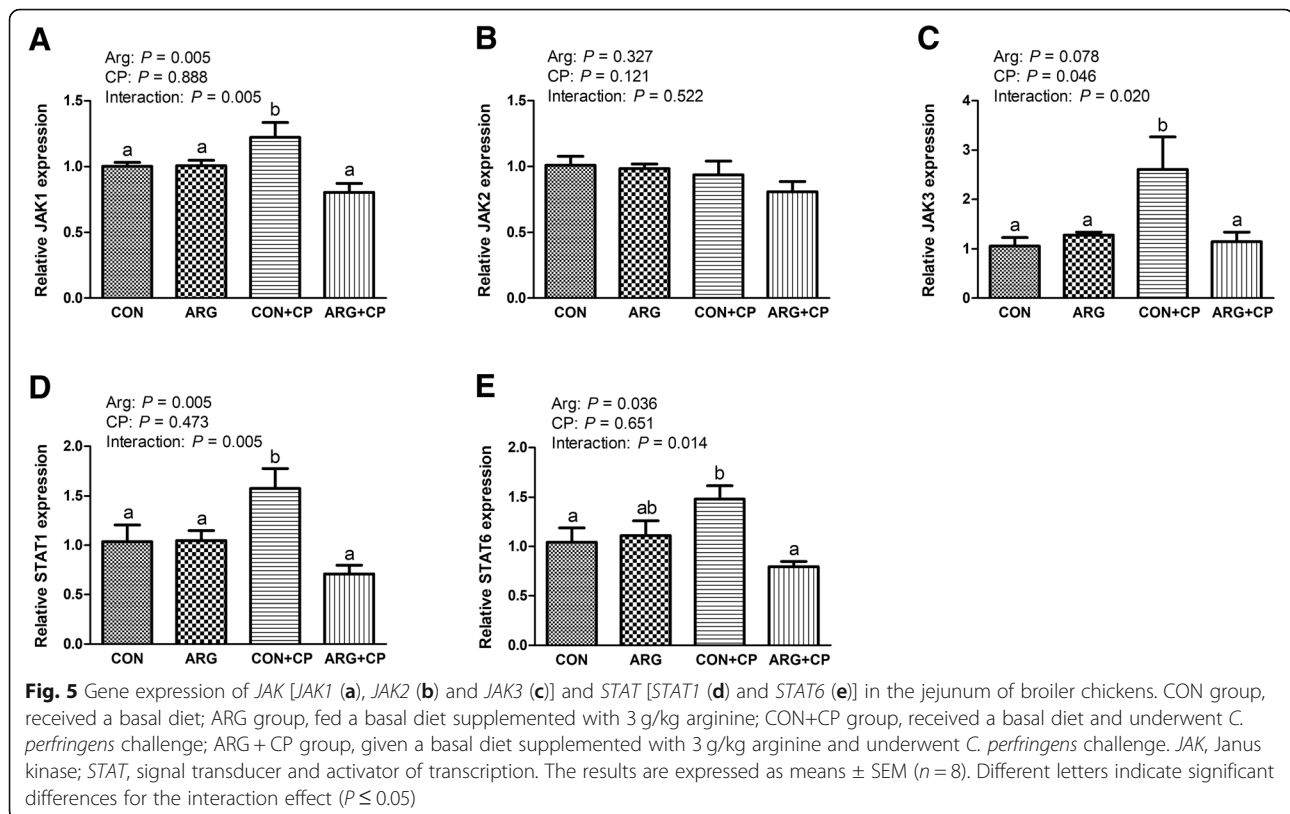 A
Arg: P = 0.005
CP: P = 0.888
Interaction: P = 0.005
Relative JAK1 expression
1.5
1.0
0.5
0.0
a
a
b
a
CON
ARG
CON+CP
ARG+CP
B
Arg: P = 0.327
CP: P = 0.121
Interaction: P = 0.522
Relative JAK2 expression
1.5
1.0
0.5
0.0
CON
ARG
CON+CP
ARG+CP
C
Arg: P = 0.078
CP: P = 0.046
Interaction: P = 0.020
Relative JAK3 expression
4
3
2
1
0
a
a
b
a
CON
ARG
CON+CP
ARG+CP
D
Arg: P = 0.005
CP: P = 0.473
Interaction: P = 0.005
Relative STAT1 expression
2.0
1.5
1.0
0.5
0.0
a
a
b
a
CON
ARG
CON+CP
ARG+CP
E
Arg: P = 0.036
CP: P = 0.651
Interaction: P = 0.014
Relative STAT6 expression
2.0
1.5
1.0
0.5
0.0
a
ab
b
a
CON
ARG
CON+CP
ARG+CP
Fig. 5 Gene expression of JAK [JAK1 (a), JAK2 (b) and JAK3 (c)] and STAT [STAT1 (d) and STAT6 (e)] in the jejunum of broiler chickens. CON group,
received a basal diet; ARG group, fed a basal diet supplemented with 3 g/kg arginine; CON+CP group, received a basal diet and underwent C.
perfringens challenge; ARG + CP group, given a basal diet supplemented with 3 g/kg arginine and underwent C. perfringens challenge. JAK, Janus
kinase; STAT, signal transducer and activator of transcription. The results are expressed as means ± SEM (n = 8). Different letters indicate significant
differences for the interaction effect (P ≤ 0.05)